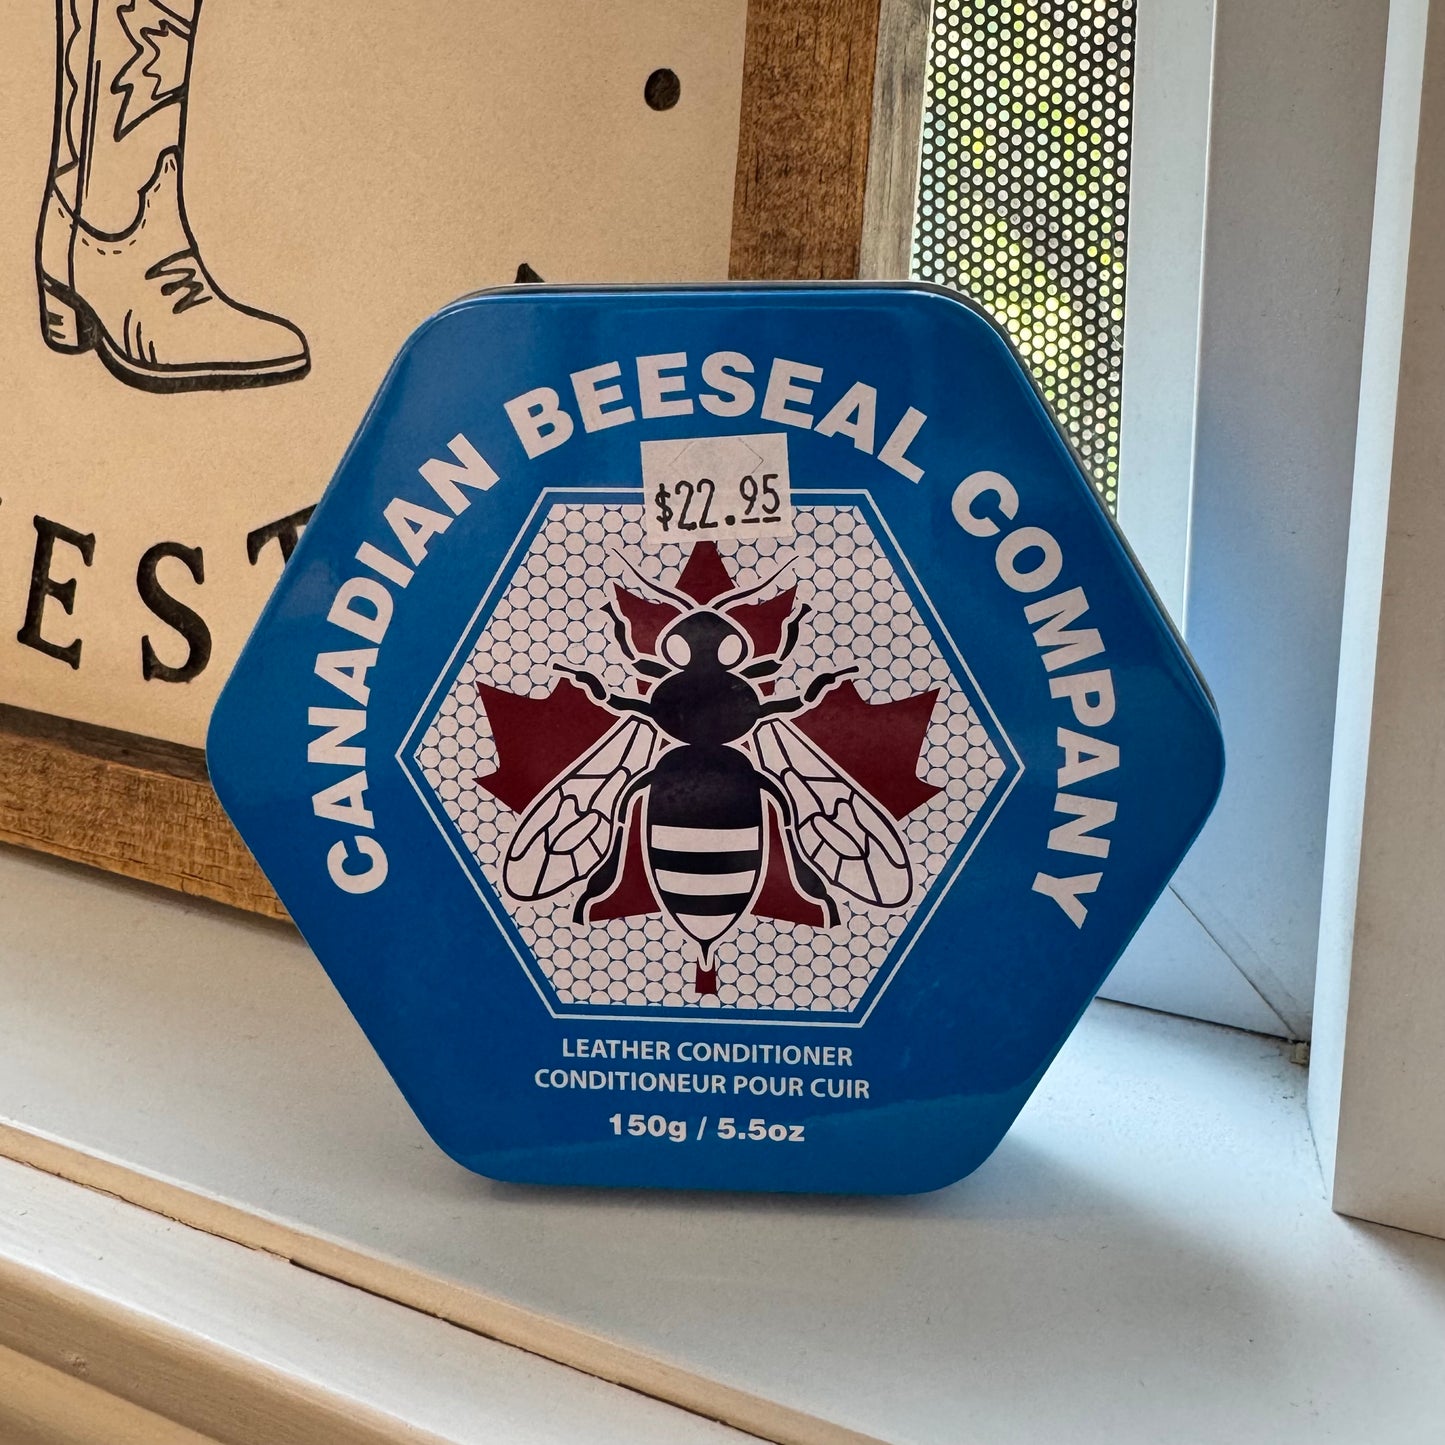 EST
CANADIAN BEESEAL COMPANY
$22.95
LEATHER CONDITIONER
CONDITIONEUR POUR CUIR
150g / 5.5oz